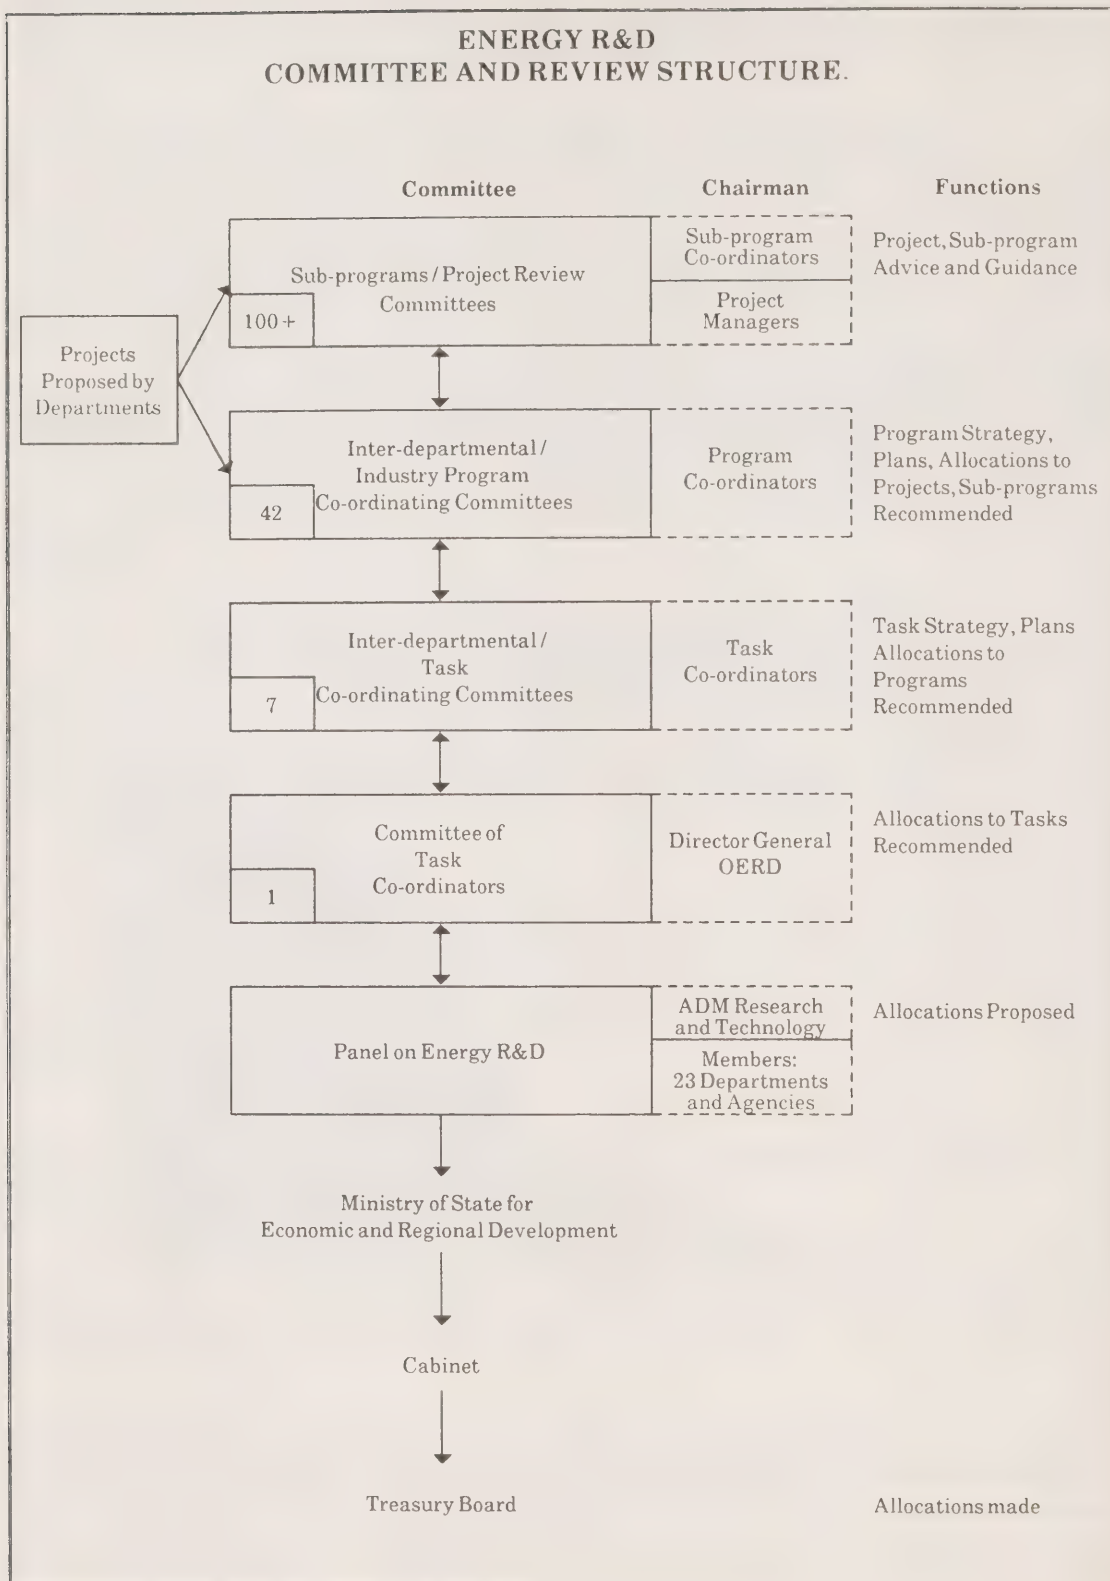 ENERGY R&D
COMMITTEE AND REVIEW STRUCTURE.
Committee
Chairman
Functions
Projects
Proposed by
Departments
Sub-programs / Project Review
Committees
100+
Sub-program
Co-ordinators
Project
Managers
Project, Sub-program
Advice and Guidance
Inter-departmental /
Industry Program
Co-ordinating Committees
42
Program
Co-ordinators
Program Strategy,
Plans, Allocations to
Projects, Sub-programs
Recommended
Inter-departmental /
Task
Co-ordinating Committees
7
Task
Co-ordinators
Task Strategy, Plans
Allocations to
Programs
Recommended
Committee of
Task
Co-ordinators
1
Director General
OERD
Allocations to Tasks
Recommended
Panel on Energy R&D
ADM Research
and Technology
Members:
23 Departments
and Agencies
Allocations Proposed
Ministry of State for
Economic and Regional Development
Cabinet
Treasury Board
Allocations made